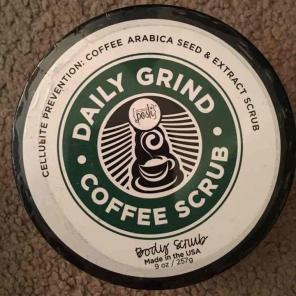 CELLULITE PREVENTION: COFFEE ARABICA SEED & EXTRACT SCRUB
DAILY GRIND
posh
COFFEE SCRUB
Body Scrub
Made in the USA
9 oz / 257g